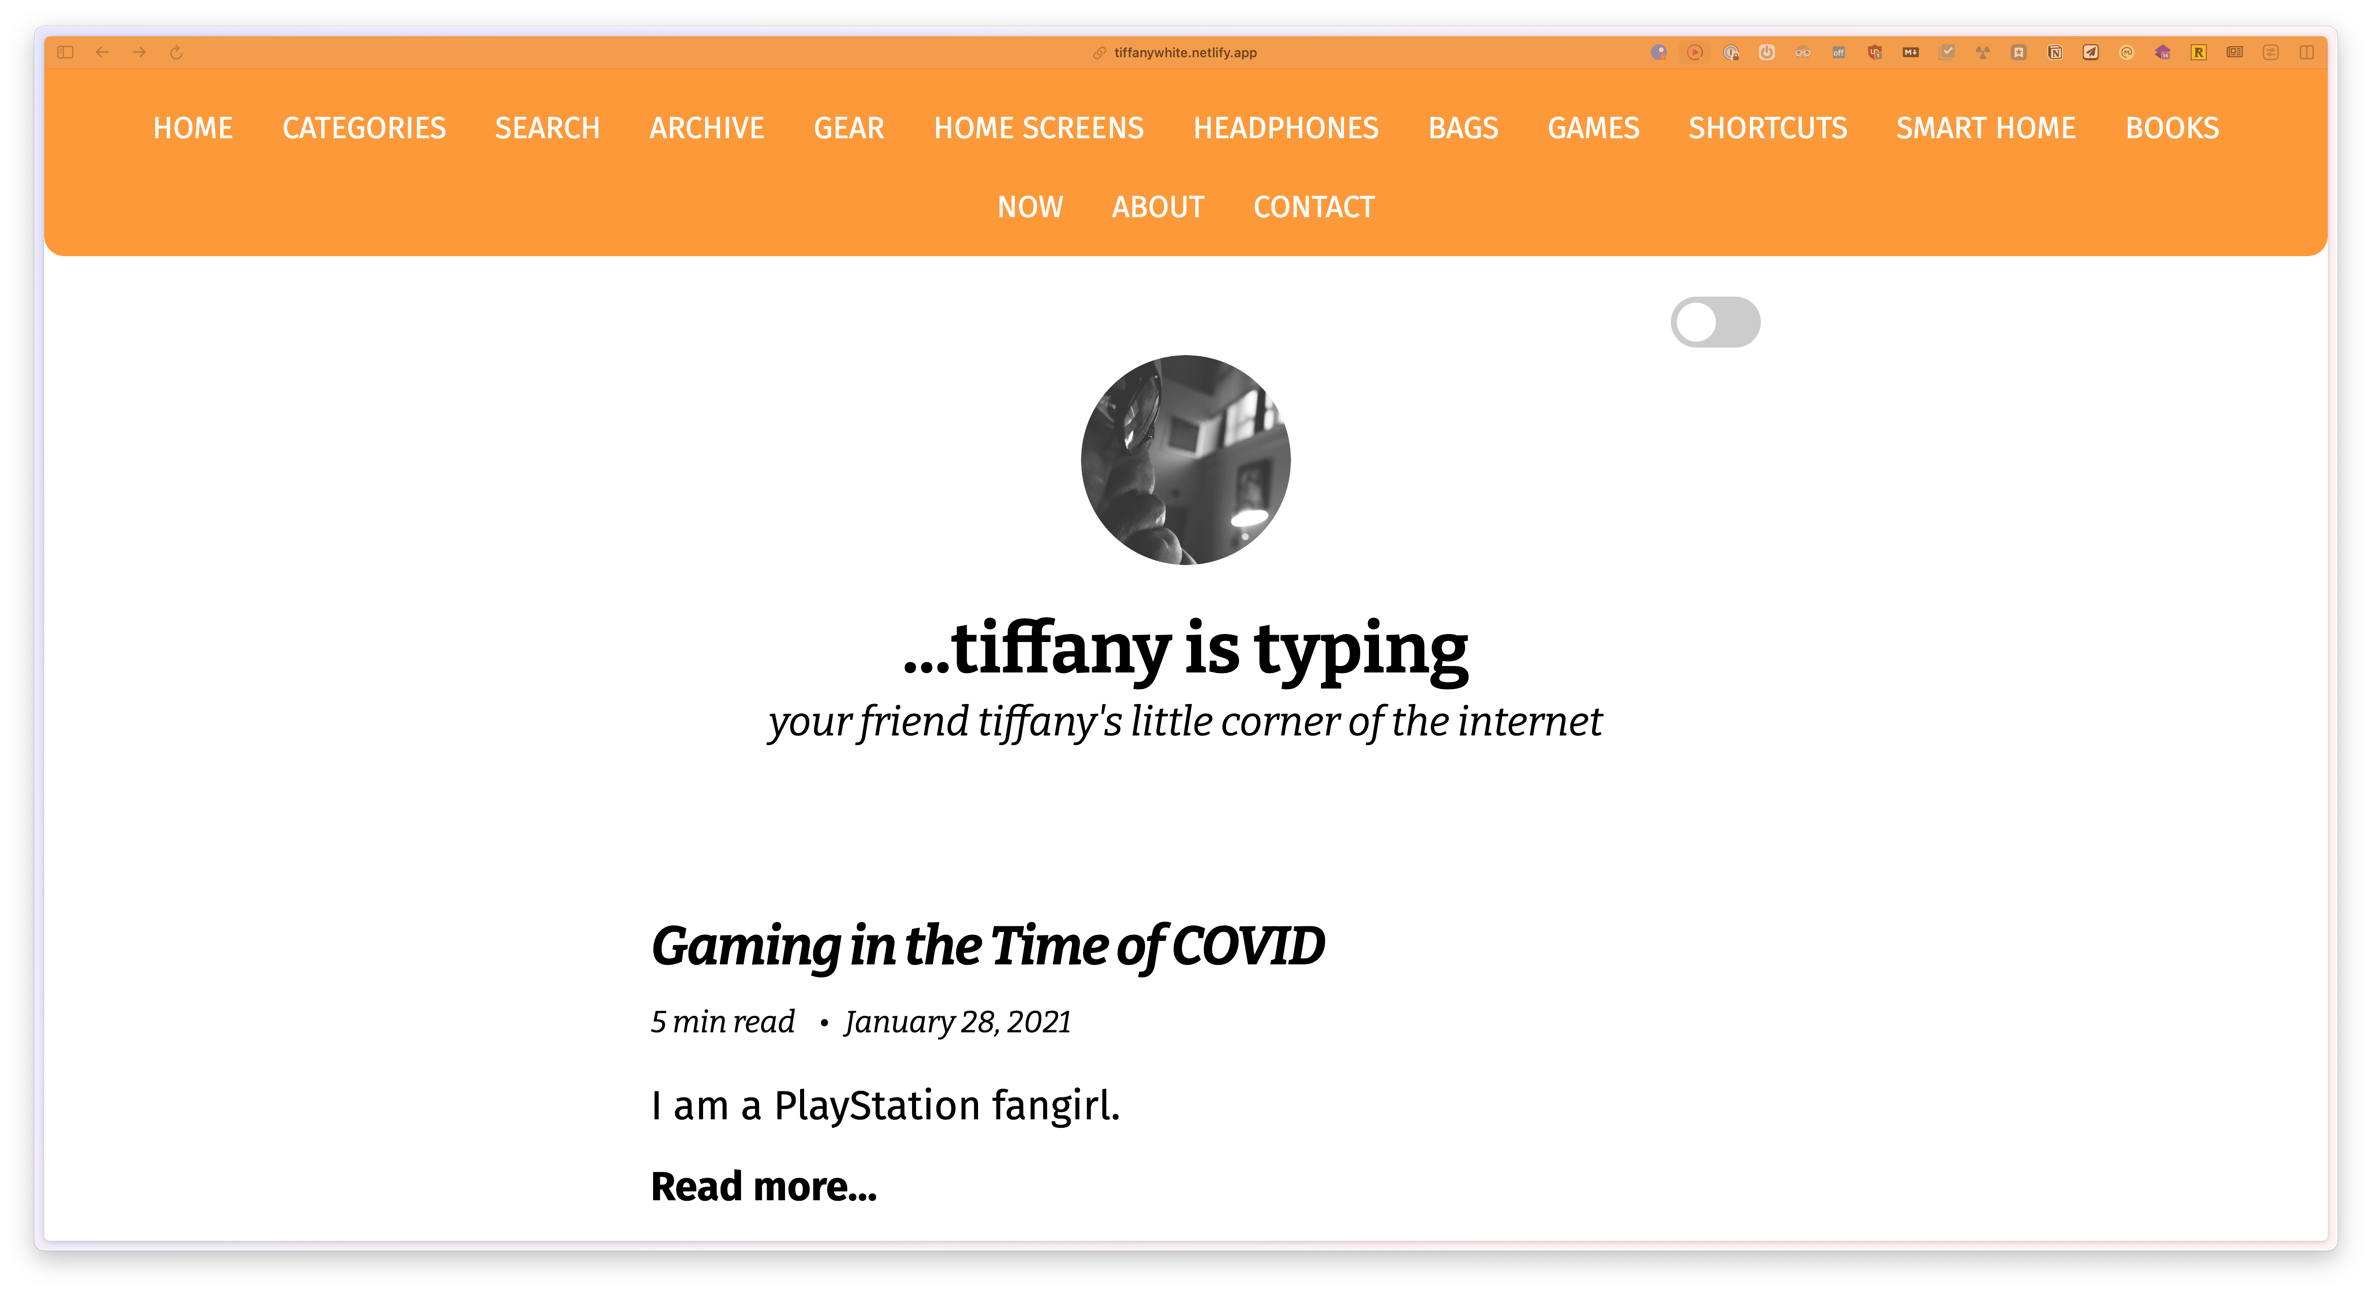 tiffanywhite.netlify.app
HOME CATEGORIES SEARCH ARCHIVE GEAR HOME SCREENS HEADPHONES BAGS GAMES SHORTCUTS SMART HOME BOOKS
NOW ABOUT CONTACT
...tiffany is typing
your friend tiffany's little corner of the internet
Gaming in the Time of COVID
5 min read • January 28, 2021
I am a PlayStation fangirl.
Read more...